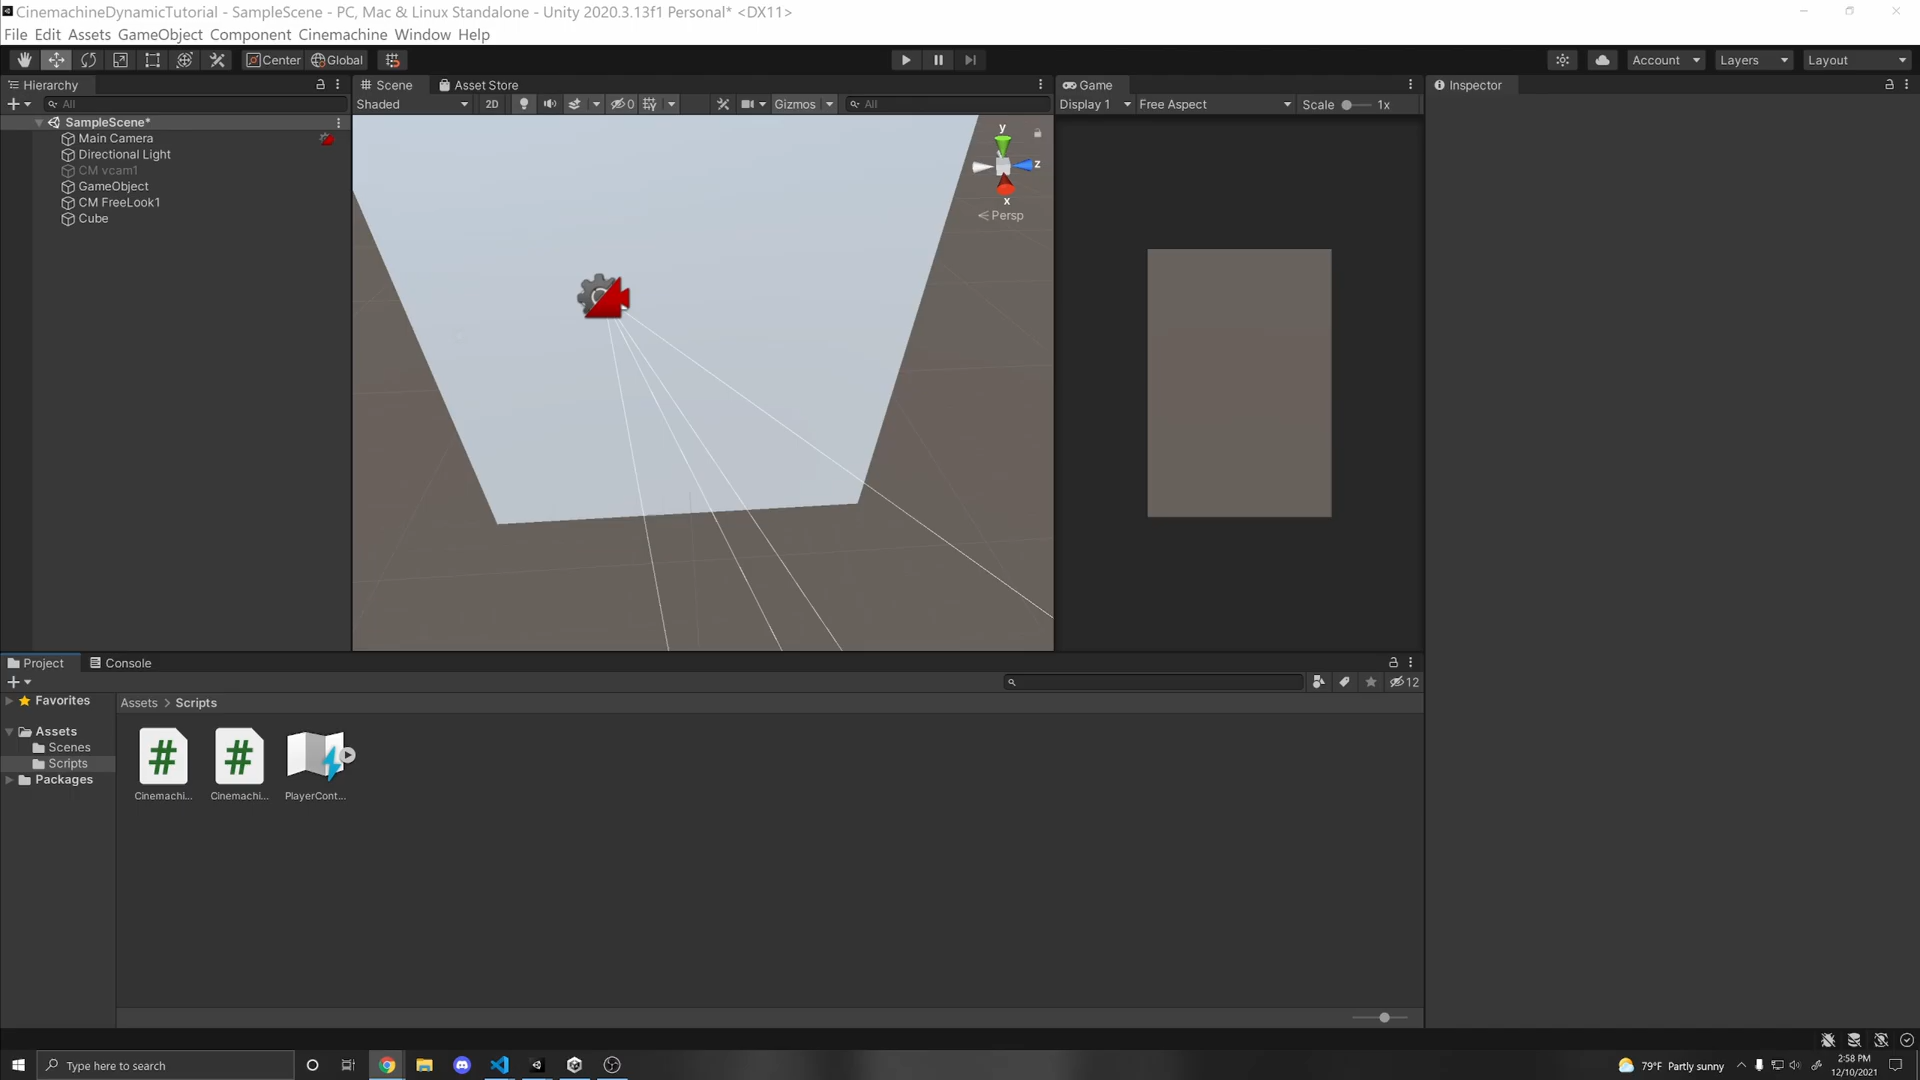 CinemachineDynamicTutorial - SampleScene - PC, Mac & Linux Standalone - Unity 2020.3.13f1 Personal* <DX11>
File Edit Assets GameObject Component Cinemachine Window Help
Center Global Account Layers Layout
Hierarchy Scene Asset Store Game Inspector
All Shaded 2D 0 Gizmos All Display 1 Free Aspect Scale 1x
SampleScene*
Main Camera
Directional Light
CM vcam1
GameObject
CM FreeLook1
Cube
y
z
x
Persp
Project Console
12
Favorites
Assets > Scripts
Assets
Scenes
Scripts
Packages
# #
Cinemachi... Cinemachi... PlayerCont...
Type here to search
79°F Partly sunny
2:58 PM
12/10/2021